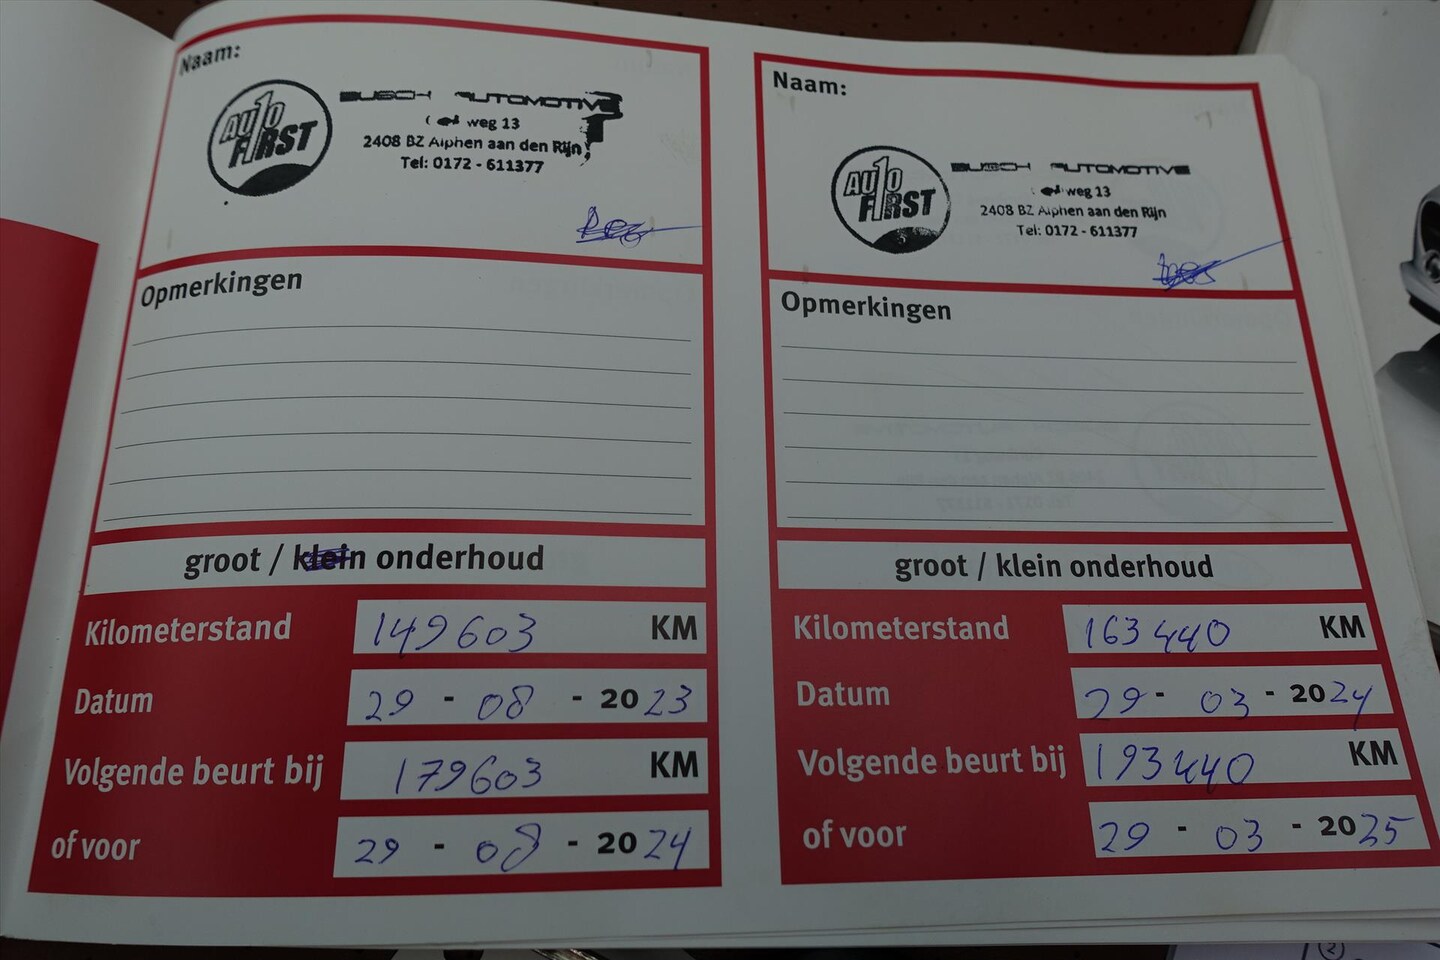 Naam:
AUTO FIRST
BUSCH AUTOMOTIVE
weg 13
2408 BZ Alphen aan den Rijn
Tel: 0172 - 611377
Opmerkingen
groot / klein onderhoud
Kilometerstand 149603 KM
Datum 29 - 08 - 2023
Volgende beurt bij 179603 KM
of voor 29 - 08 - 2024
Naam:
AUTO FIRST
BUSCH AUTOMOTIVE
weg 13
2408 BZ Alphen aan den Rijn
Tel: 0172 - 611377
Opmerkingen
groot / klein onderhoud
Kilometerstand 163440 KM
Datum 29 - 03 - 2024
Volgende beurt bij 193440 KM
of voor 29 - 03 - 2025
2